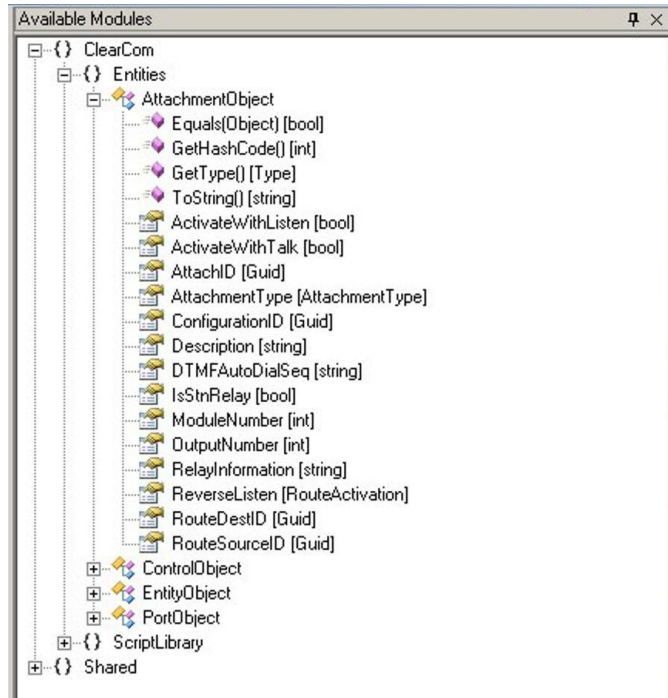 Available Modules
{} ClearCom
{} Entities
AttachmentObject
Equals(Object) [bool]
GetHashCode() [int]
GetType() [Type]
ToString() [string]
ActivateWithListen [bool]
ActivateWithTalk [bool]
AttachID [Guid]
AttachmentType [AttachmentType]
ConfigurationID [Guid]
Description [string]
DTMFAutoDialSeq [string]
IsStnRelay [bool]
ModuleNumber [int]
OutputNumber [int]
RelayInformation [string]
ReverseListen [RouteActivation]
RouteDestID [Guid]
RouteSourceID [Guid]
ControlObject
EntityObject
PortObject
{} ScriptLibrary
{} Shared